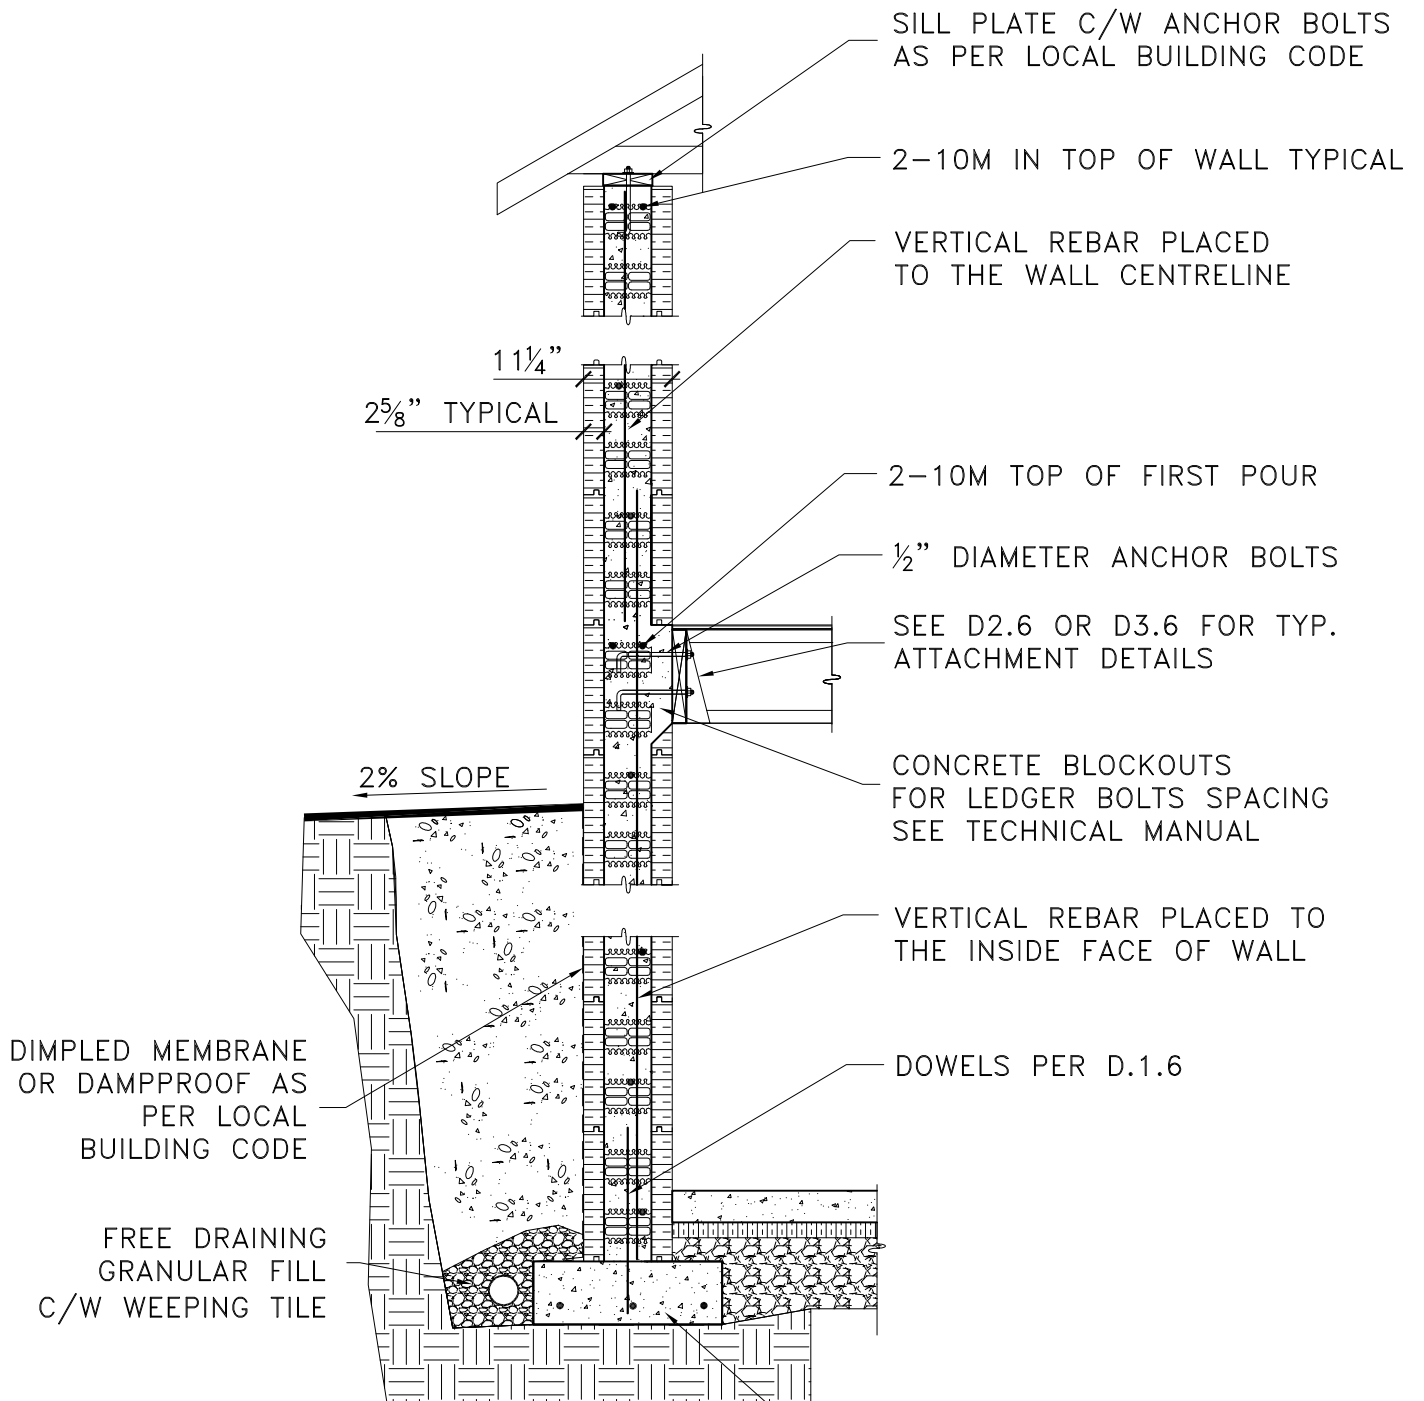 SILL PLATE C/W ANCHOR BOLTS
AS PER LOCAL BUILDING CODE
2-10M IN TOP OF WALL TYPICAL
VERTICAL REBAR PLACED
TO THE WALL CENTRELINE
11¼”
2⅝” TYPICAL
2-10M TOP OF FIRST POUR
½” DIAMETER ANCHOR BOLTS
SEE D2.6 OR D3.6 FOR TYP.
ATTACHMENT DETAILS
2% SLOPE
CONCRETE BLOCKOUTS
FOR LEDGER BOLTS SPACING
SEE TECHNICAL MANUAL
VERTICAL REBAR PLACED TO
THE INSIDE FACE OF WALL
DIMPLED MEMBRANE
OR DAMPPROOF AS
PER LOCAL
BUILDING CODE
DOWELS PER D.1.6
FREE DRAINING
GRANULAR FILL
C/W WEEPING TILE